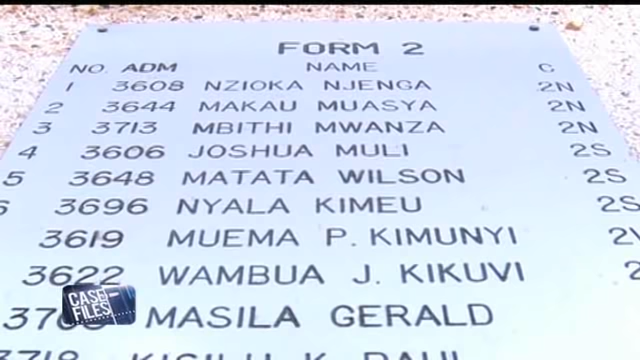 FORM 2
NO. ADM NAME C
1 3608 NZIOKA NJENGA 2N
2 3644 MAKAU MUASYA 2N
3 3713 MBITHI MWANZA 2N
4 3606 JOSHUA MULI 2S
5 3648 MATATA WILSON 2S
3696 NYALA KIMEU 2S
3619 MUEMA P. KIMUNYI
3622 WAMBUA J. KIKUVI
MASILA GERALD
CASE FILES